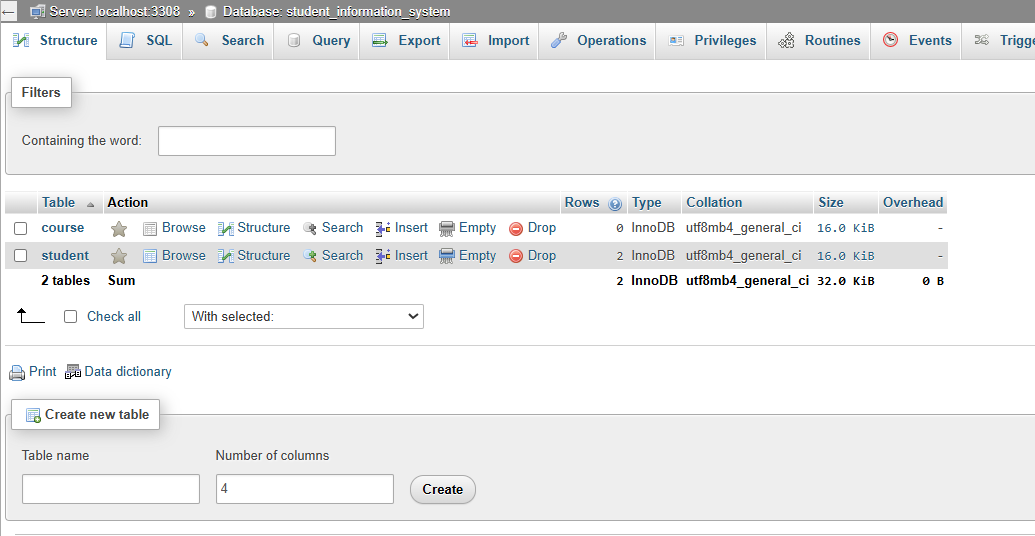 Server: localhost:3308 » Database: student_information_system
Structure SQL Search Query Export Import Operations Privileges Routines Events Trigge
Filters
Containing the word:
Table Action Rows Type Collation Size Overhead
course Browse Structure Search Insert Empty Drop 0 InnoDB utf8mb4_general_ci 16.0 KiB -
student Browse Structure Search Insert Empty Drop 2 InnoDB utf8mb4_general_ci 16.0 KiB -
2 tables Sum 2 InnoDB utf8mb4_general_ci 32.0 KiB 0 B
Check all With selected:
Print Data dictionary
Create new table
Table name Number of columns
4 Create